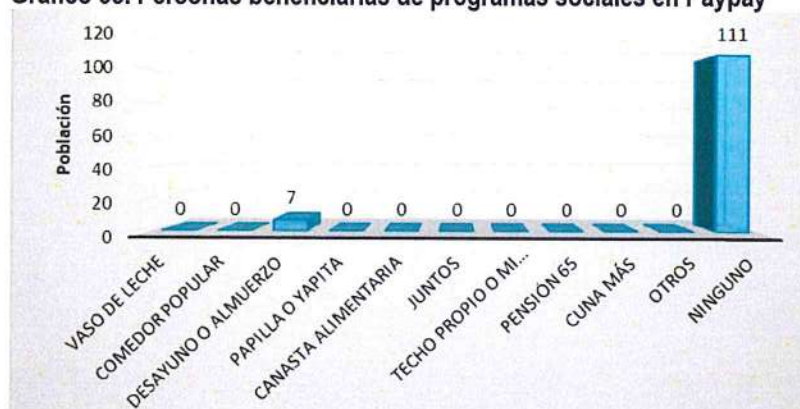 Personas beneficiarias de programas sociales en Paypay
120
100
80
60
40
20
0
Población
0
0
7
0
0
0
0
0
0
0
111
VASO DE LECHE
COMEDOR POPULAR
DESAYUNO O ALMUERZO
PAPILLA O YAPITA
CANASTA ALIMENTARIA
JUNTOS
TECHO PROPIO O MI...
PENSIÓN 65
CUNA MÁS
OTROS
NINGUNO